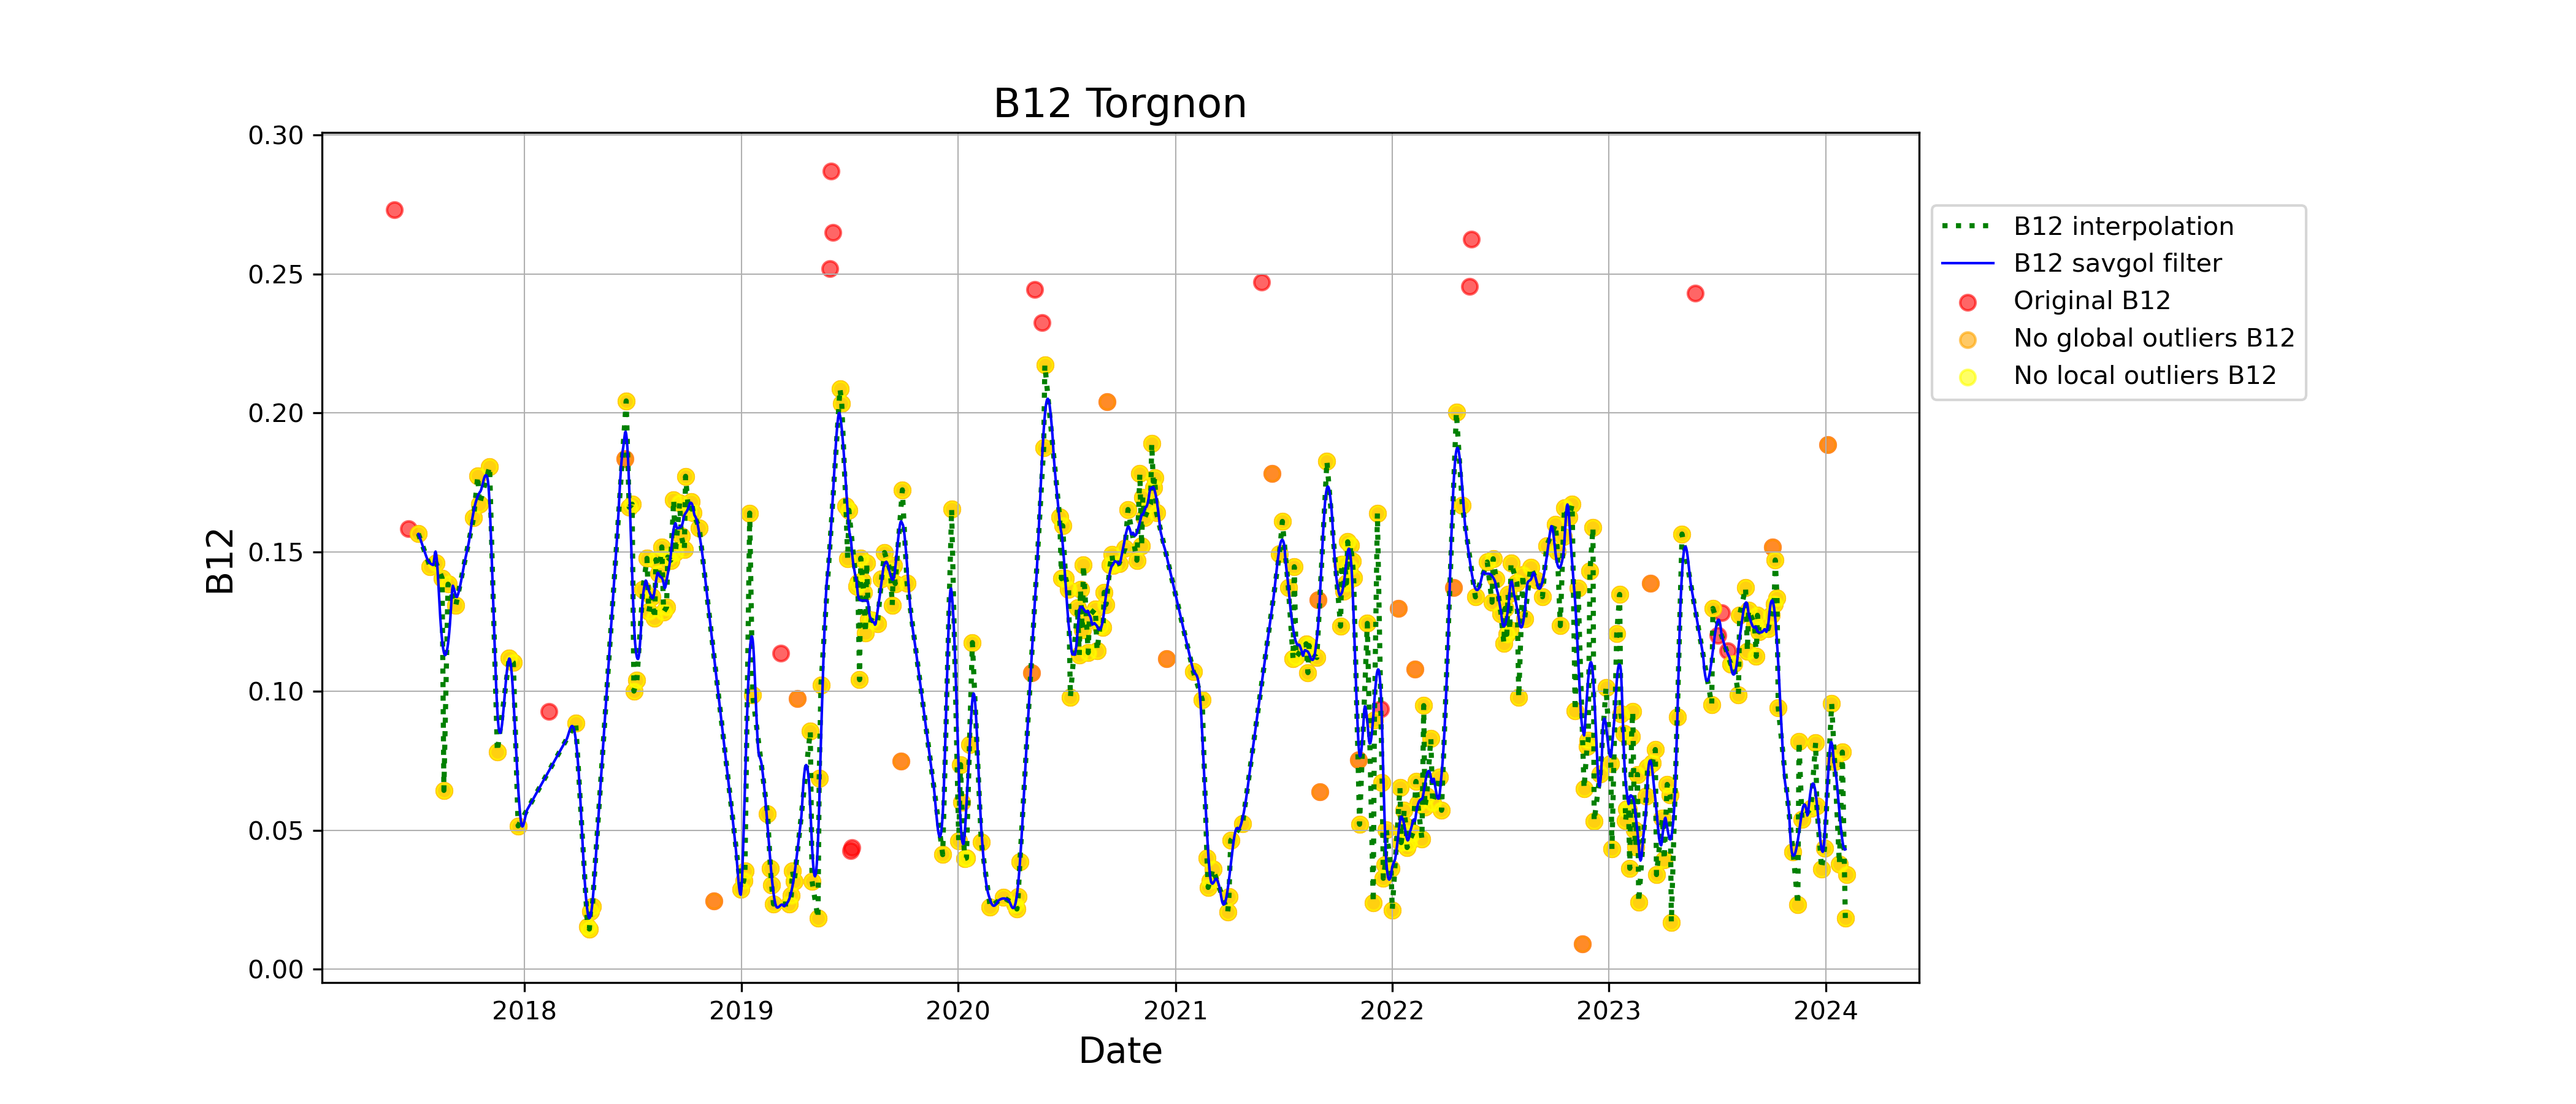 B12 Torgnon
0.30
0.25
0.20
0.15
0.10
0.05
0.00
B12
2018 2019 2020 2021 2022 2023 2024
Date
B12 interpolation
B12 savgol filter
Original B12
No global outliers B12
No local outliers B12